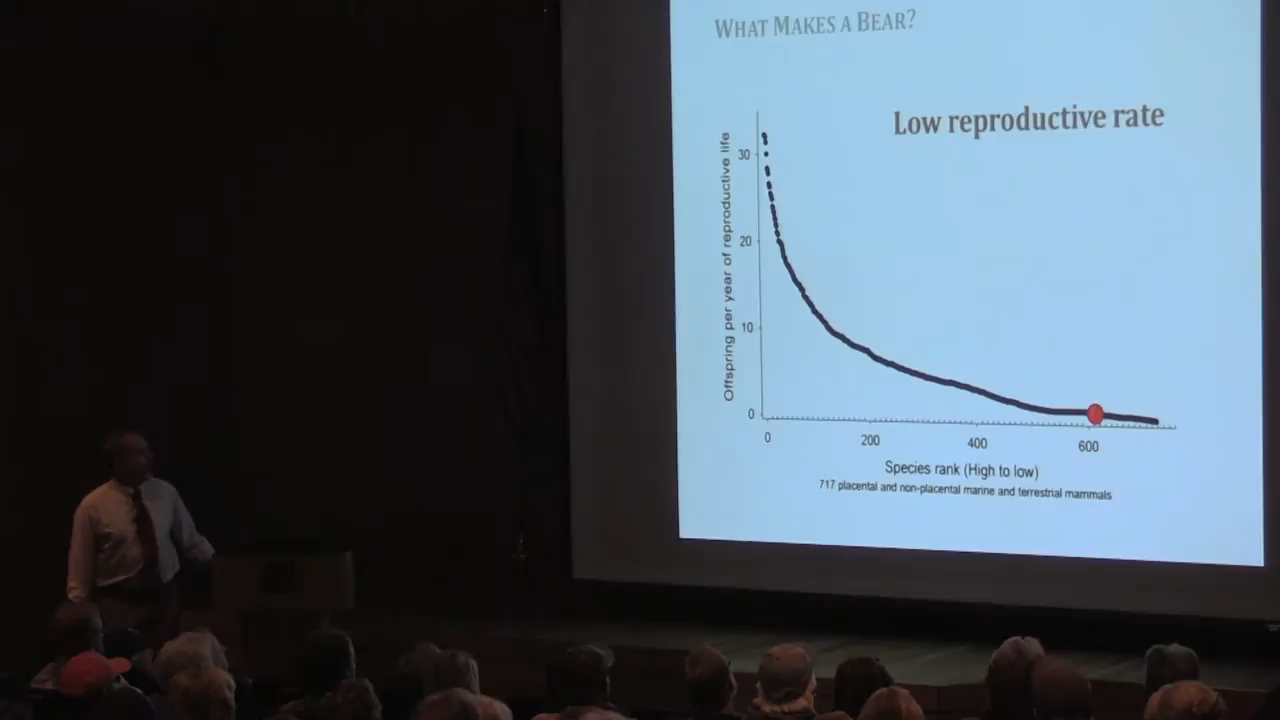 WHAT MAKES A BEAR?
Low reproductive rate
Offspring per year of reproductive life
30
20
10
0
0 200 400 600
Species rank (High to low)
717 placental and non-placental marine and terrestrial mammals